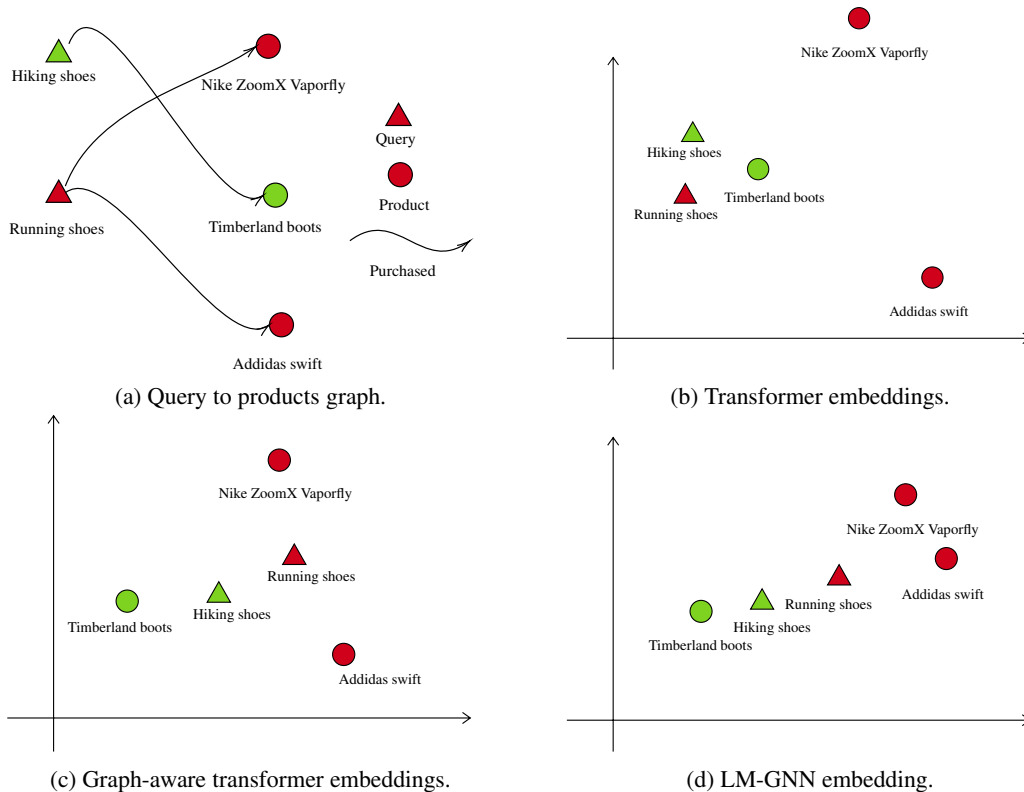 Hiking shoes
Nike ZoomX Vaporfly
Query
Product
Running shoes
Timberland boots
Purchased
Addidas swift
(a) Query to products graph.
Nike ZoomX Vaporfly
Hiking shoes
Timberland boots
Running shoes
Addidas swift
(b) Transformer embeddings.
Nike ZoomX Vaporfly
Running shoes
Hiking shoes
Timberland boots
Addidas swift
(c) Graph-aware transformer embeddings.
Nike ZoomX Vaporfly
Addidas swift
Running shoes
Hiking shoes
Timberland boots
(d) LM-GNN embedding.